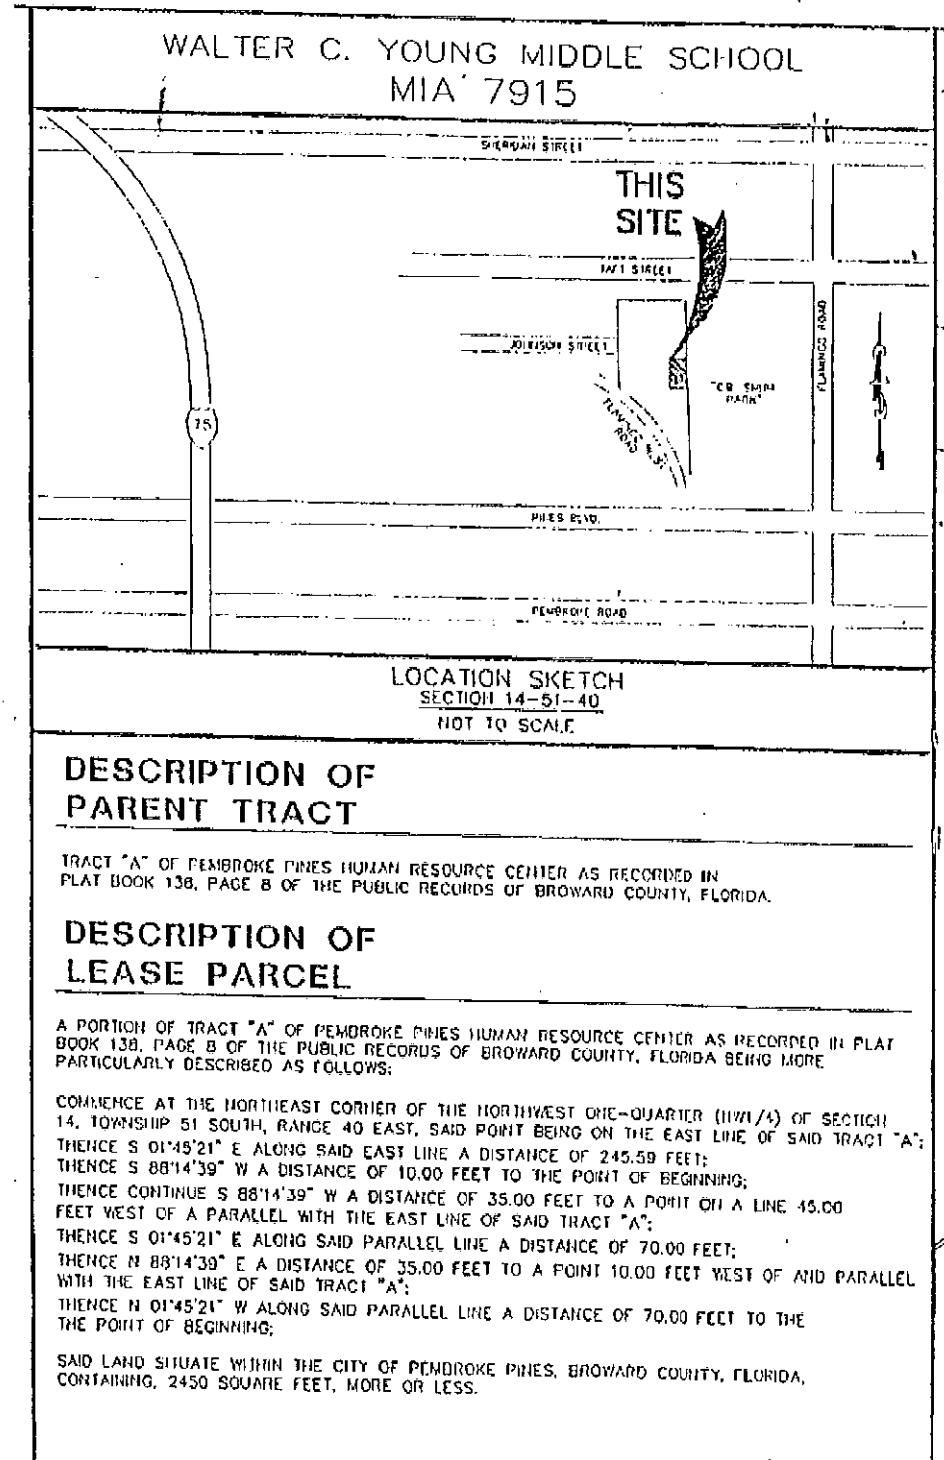 WALTER C. YOUNG MIDDLE SCHOOL
MIA 7915
SHERIDAN STREET
THIS
SITE
TAFT STREET
FLAMINGO ROAD
JOHNSON STREET
"C.B. SMITH
PARK"
FLAMINGO WEST
ROAD
75
PINES BLVD.
PEMBROKE ROAD
LOCATION SKETCH
SECTION 14-51-40
NOT TO SCALE
DESCRIPTION OF
PARENT TRACT
TRACT "A" OF PEMBROKE PINES HUMAN RESOURCE CENTER AS RECORDED IN
PLAT BOOK 138, PAGE 8 OF THE PUBLIC RECORDS OF BROWARD COUNTY, FLORIDA.
DESCRIPTION OF
LEASE PARCEL
A PORTION OF TRACT "A" OF PEMBROKE PINES HUMAN RESOURCE CENTER AS RECORDED IN PLAT
BOOK 138, PAGE 8 OF THE PUBLIC RECORDS OF BROWARD COUNTY, FLORIDA BEING MORE
PARTICULARLY DESCRIBED AS FOLLOWS:
COMMENCE AT THE NORTHEAST CORNER OF THE NORTHWEST ONE-QUARTER (NW1/4) OF SECTION
14, TOWNSHIP 51 SOUTH, RANGE 40 EAST, SAID POINT BEING ON THE EAST LINE OF SAID TRACT "A";
THENCE S 01°45'21" E ALONG SAID EAST LINE A DISTANCE OF 245.59 FEET;
THENCE S 88°14'39" W A DISTANCE OF 10.00 FEET TO THE POINT OF BEGINNING;
THENCE CONTINUE S 88°14'39" W A DISTANCE OF 35.00 FEET TO A POINT ON A LINE 45.00
FEET WEST OF A PARALLEL WITH THE EAST LINE OF SAID TRACT "A";
THENCE S 01°45'21" E ALONG SAID PARALLEL LINE A DISTANCE OF 70.00 FEET;
THENCE N 88°14'39" E A DISTANCE OF 35.00 FEET TO A POINT 10.00 FEET WEST OF AND PARALLEL
WITH THE EAST LINE OF SAID TRACT "A";
THENCE N 01°45'21" W ALONG SAID PARALLEL LINE A DISTANCE OF 70.00 FEET TO THE
THE POINT OF BEGINNING;
SAID LAND SITUATE WITHIN THE CITY OF PEMBROKE PINES, BROWARD COUNTY, FLORIDA,
CONTAINING, 2450 SQUARE FEET, MORE OR LESS.